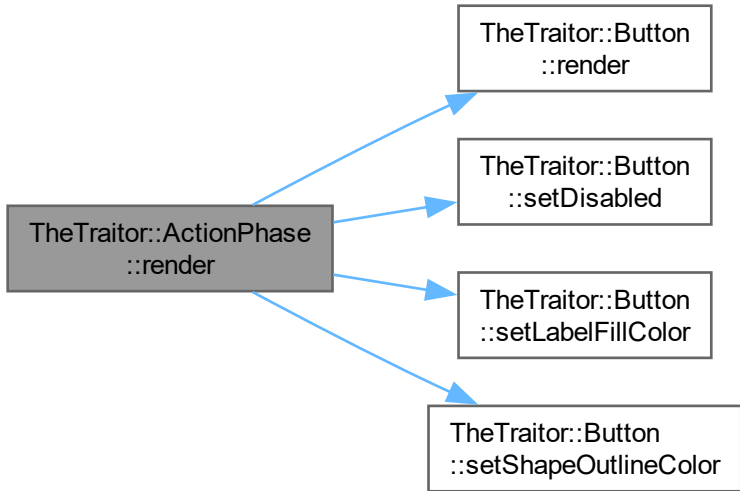 TheTraitor::ActionPhase
::render
TheTraitor::Button
::render
TheTraitor::Button
::setDisabled
TheTraitor::Button
::setLabelFillColor
TheTraitor::Button
::setShapeOutlineColor